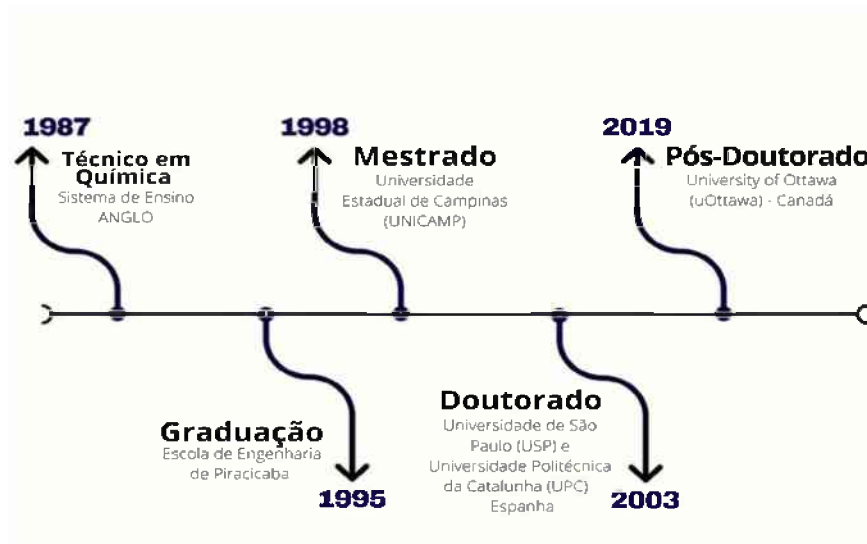 1987
Técnico em
Química
Sistema de Ensino
ANGLO
1998
Mestrado
Universidade
Estadual de Campinas
(UNICAMP)
2019
Pós-Doutorado
University of Ottawa
(uOttawa) - Canadá
Graduação
Escola de Engenharia
de Piracicaba
1995
Doutorado
Universidade de São
Paulo (USP) e
Universidade Politécnica
da Catalunha (UPC)
Espanha
2003